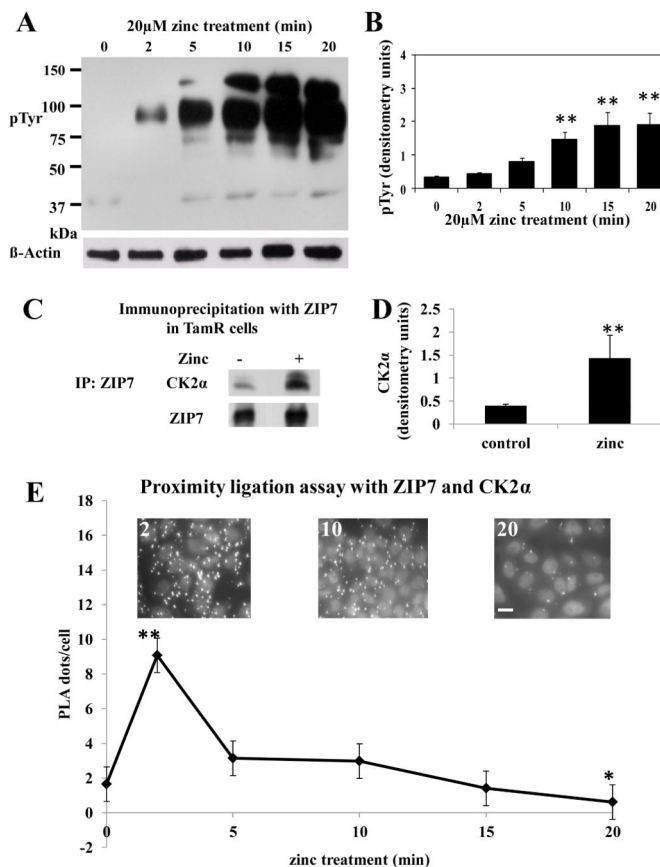 A
20µM zinc treatment (min)
0 2 5 10 15 20
150
pTyr
100
75
50
37
kDa
ß-Actin
B
pTyr (densitometry units)
4
3
2
1
0
** ** **
0 2 5 10 15 20
20µM zinc treatment (min)
C
Immunoprecipitation with ZIP7
in TamR cells
Zinc - +
IP: ZIP7 CK2α
ZIP7
D
CK2α
(densitometry units)
2.5
2
1.5
1
0.5
0
**
control zinc
E
Proximity ligation assay with ZIP7 and CK2α
PLA dots/cell
18
16
14
12
10
8
6
4
2
0
2 10 20
**
*
0 5 10 15 20
zinc treatment (min)